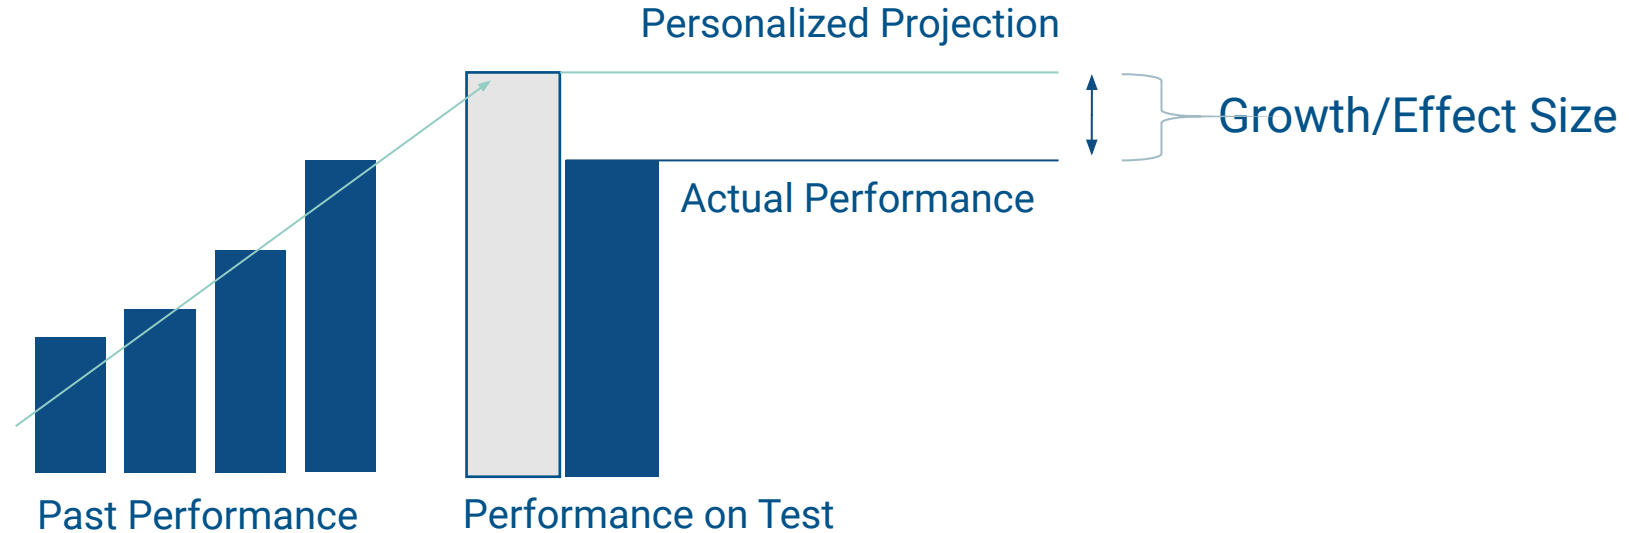 Personalized Projection
Growth/Effect Size
Actual Performance
Past Performance
Performance on Test